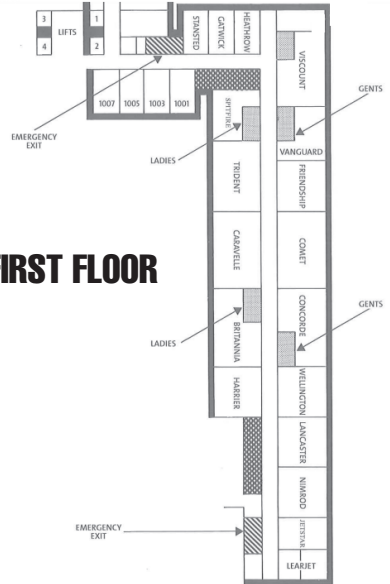 3
4
LIFTS
1
2
STANSTED
GATWICK
HEATHROW
VISCOUNT
1007
1005
1003
1001
EMERGENCY
EXIT
SPITFIRE
LADIES
GENTS
VANGUARD
TRIDENT
FRIENDSHIP
FIRST FLOOR
CARAVELLE
COMET
LADIES
BRITANNIA
CONCORDE
GENTS
HARRIER
WELLINGTON
LANCASTER
NIMROD
EMERGENCY
EXIT
JETSTAR
LEARJET